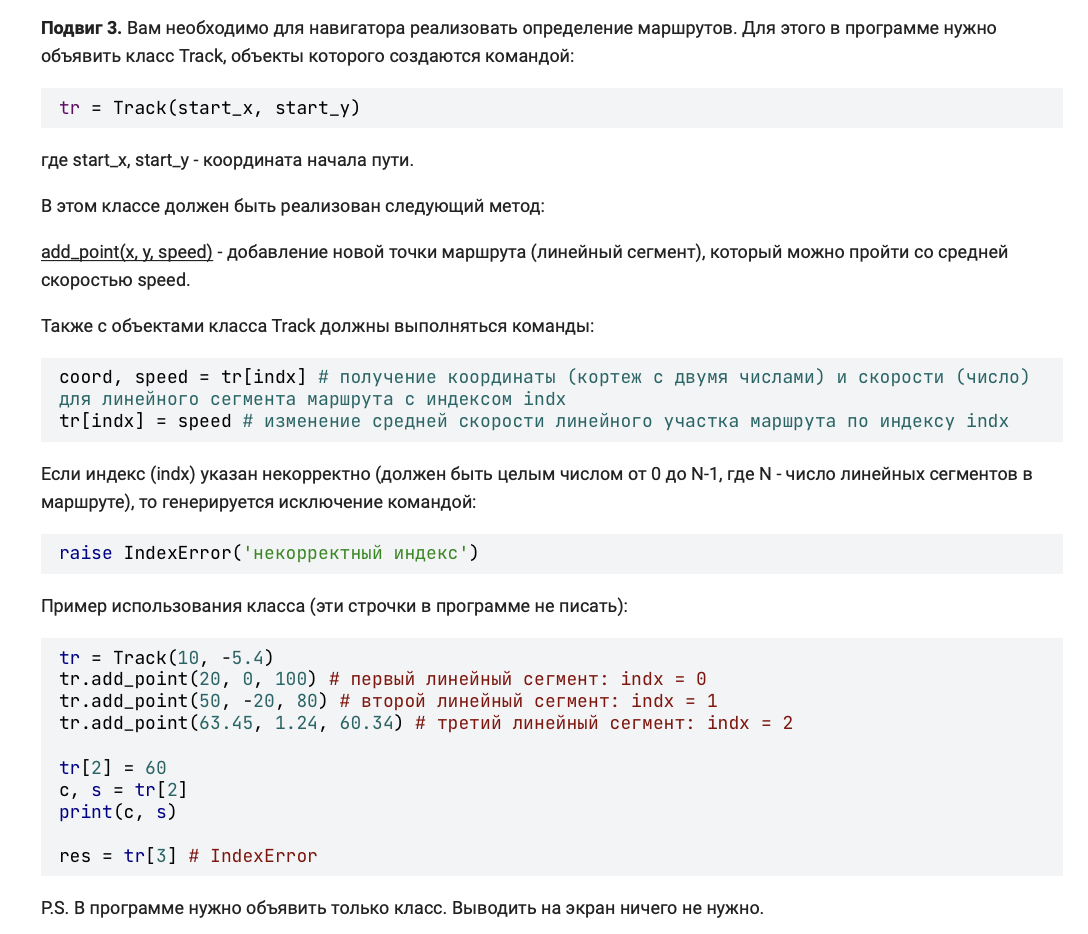 Подвиг 3. Вам необходимо для навигатора реализовать определение маршрутов. Для этого в программе нужно
объявить класс Track, объекты которого создаются командой:
tr = Track(start_x, start_y)
где start_x, start_y - координата начала пути.
В этом классе должен быть реализован следующий метод:
add_point(x, y, speed) - добавление новой точки маршрута (линейный сегмент), который можно пройти со средней
скоростью speed.
Также с объектами класса Track должны выполняться команды:
coord, speed = tr[indx] # получение координаты (кортеж с двумя числами) и скорости (число)
для линейного сегмента маршрута с индексом indx
tr[indx] = speed # изменение средней скорости линейного участка маршрута по индексу indx
Если индекс (indx) указан некорректно (должен быть целым числом от 0 до N-1, где N - число линейных сегментов в
маршруте), то генерируется исключение командой:
raise IndexError('некорректный индекс')
Пример использования класса (эти строчки в программе не писать):
tr = Track(10, -5.4)
tr.add_point(20, 0, 100) # первый линейный сегмент: indx = 0
tr.add_point(50, -20, 80) # второй линейный сегмент: indx = 1
tr.add_point(63.45, 1.24, 60.34) # третий линейный сегмент: indx = 2
tr[2] = 60
c, s = tr[2]
print(c, s)
res = tr[3] # IndexError
P.S. В программе нужно объявить только класс. Выводить на экран ничего не нужно.